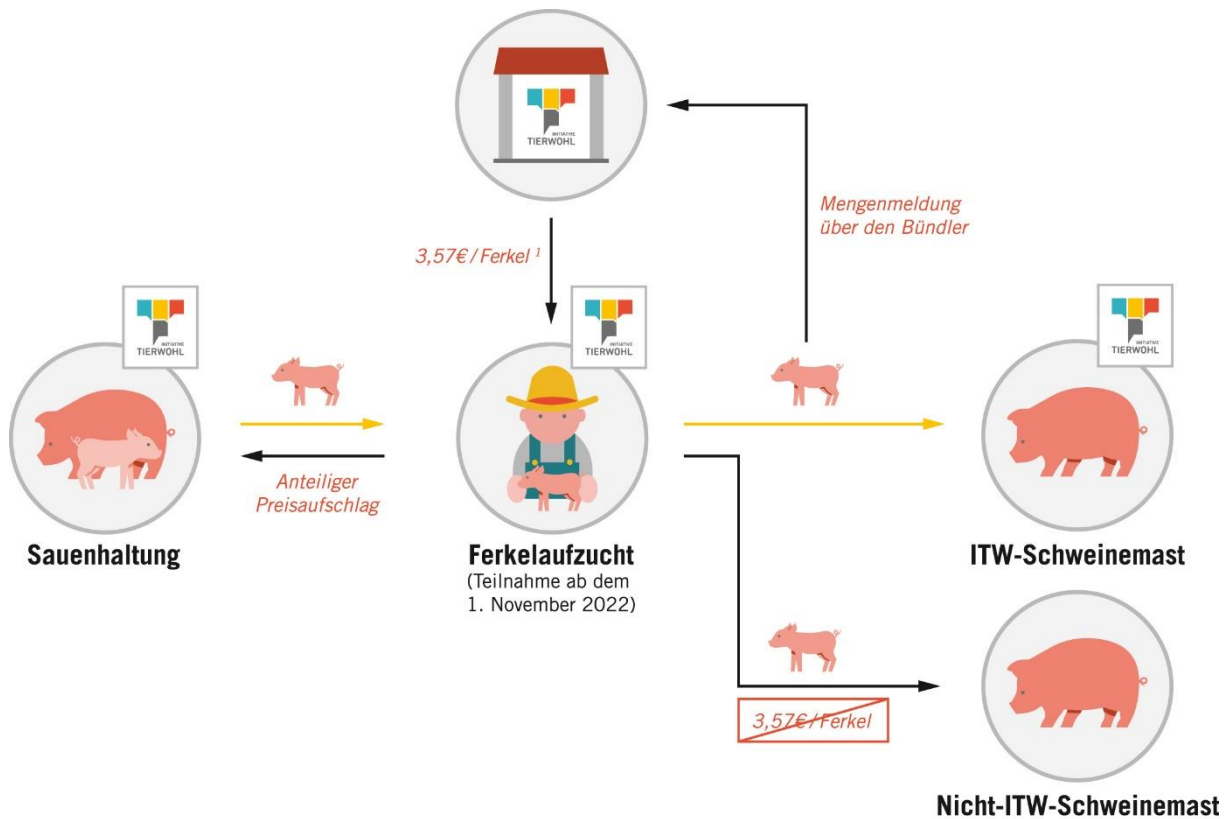 INITIATIVE
TIERWOHL
Mengenmeldung
über den Bündler
3,57€/Ferkel ¹
INITIATIVE
TIERWOHL
INITIATIVE
TIERWOHL
INITIATIVE
TIERWOHL
Anteiliger
Preisaufschlag
Sauenhaltung
Ferkelaufzucht
(Teilnahme ab dem
1. November 2022)
ITW-Schweinemast
3,57€/Ferkel
Nicht-ITW-Schweinemast